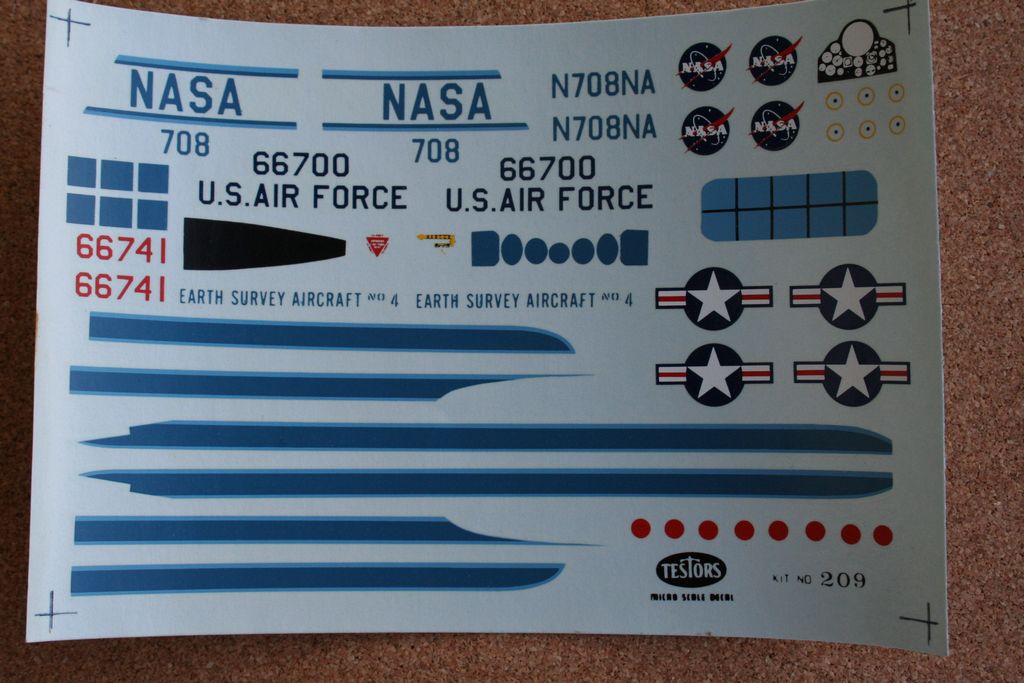 NASA
708
NASA
708
N708NA
N708NA
NASA
NASA
NASA
NASA
66700
U.S.AIR FORCE
66700
U.S.AIR FORCE
66741
66741
EARTH SURVEY AIRCRAFT NO 4
EARTH SURVEY AIRCRAFT NO 4
TESTORS
MICRO SCALE DECAL
KIT NO 209